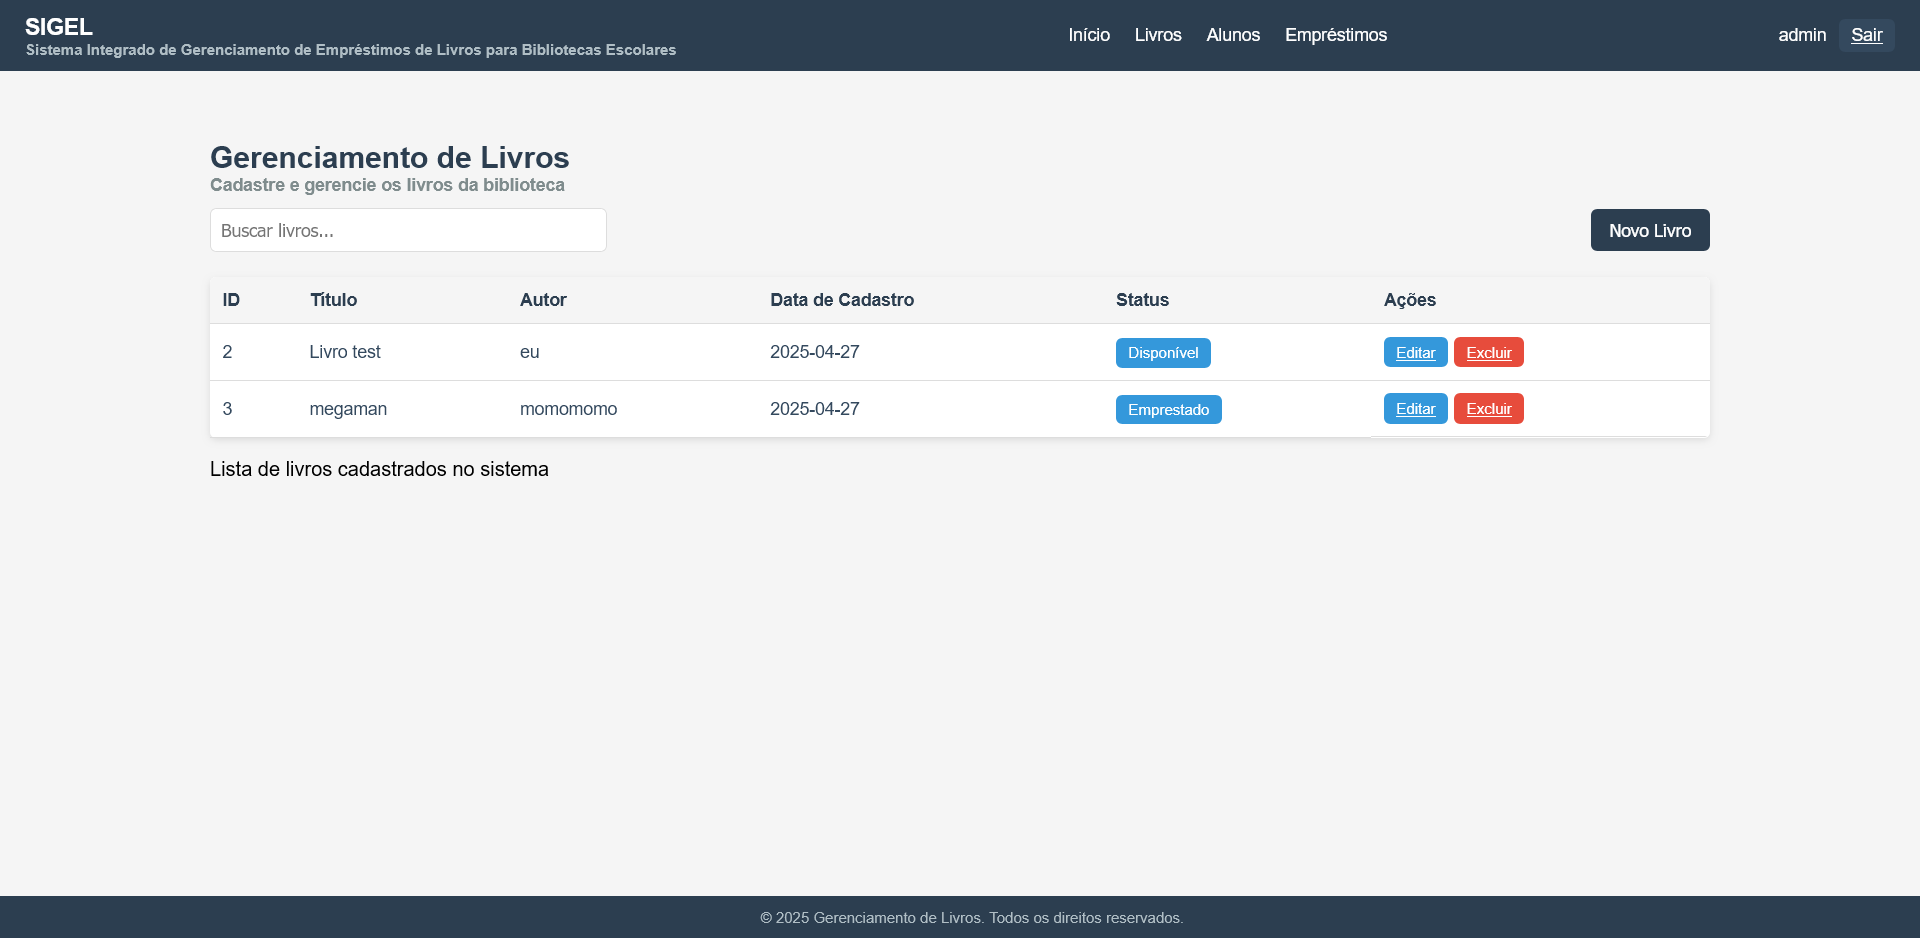 SIGEL
Sistema Integrado de Gerenciamento de Empréstimos de Livros para Bibliotecas Escolares
Início Livros Alunos Empréstimos
admin Sair
Gerenciamento de Livros
Cadastre e gerencie os livros da biblioteca
Buscar livros...
Novo Livro
ID Título Autor Data de Cadastro Status Ações
2 Livro test eu 2025-04-27 Disponível Editar Excluir
3 megaman momomomo 2025-04-27 Emprestado Editar Excluir
Lista de livros cadastrados no sistema
© 2025 Gerenciamento de Livros. Todos os direitos reservados.